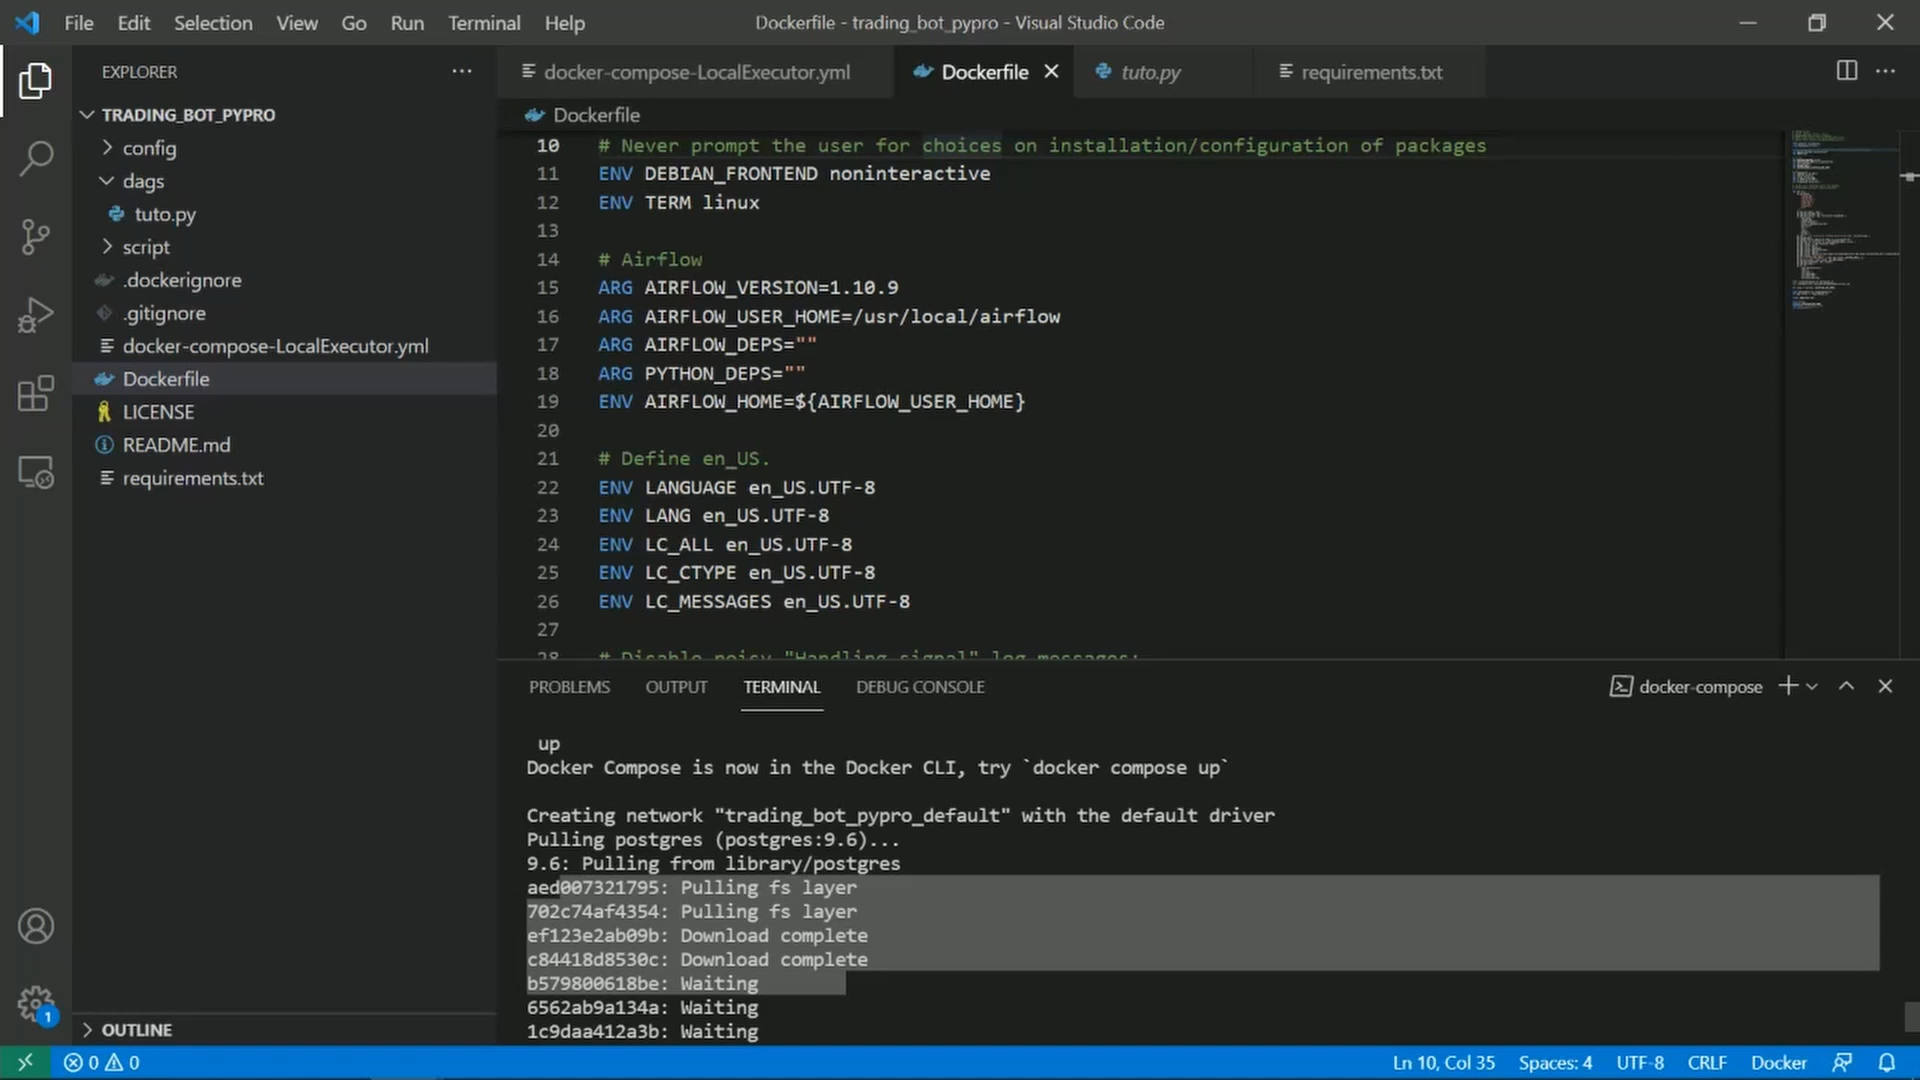 File Edit Selection View Go Run Terminal Help
Dockerfile - trading_bot_pypro - Visual Studio Code
EXPLORER
TRADING_BOT_PYPRO
config
dags
tuto.py
script
.dockerignore
.gitignore
docker-compose-LocalExecutor.yml
Dockerfile
LICENSE
README.md
requirements.txt
OUTLINE
docker-compose-LocalExecutor.yml Dockerfile tuto.py requirements.txt
Dockerfile
10 # Never prompt the user for choices on installation/configuration of packages
11 ENV DEBIAN_FRONTEND noninteractive
12 ENV TERM linux
13
14 # Airflow
15 ARG AIRFLOW_VERSION=1.10.9
16 ARG AIRFLOW_USER_HOME=/usr/local/airflow
17 ARG AIRFLOW_DEPS=""
18 ARG PYTHON_DEPS=""
19 ENV AIRFLOW_HOME=${AIRFLOW_USER_HOME}
20
21 # Define en_US.
22 ENV LANGUAGE en_US.UTF-8
23 ENV LANG en_US.UTF-8
24 ENV LC_ALL en_US.UTF-8
25 ENV LC_CTYPE en_US.UTF-8
26 ENV LC_MESSAGES en_US.UTF-8
27
28 # Disable noisy "Handling signal" log messages:
PROBLEMS OUTPUT TERMINAL DEBUG CONSOLE docker-compose
up
Docker Compose is now in the Docker CLI, try `docker compose up`
Creating network "trading_bot_pypro_default" with the default driver
Pulling postgres (postgres:9.6)...
9.6: Pulling from library/postgres
aed007321795: Pulling fs layer
702c74af4354: Pulling fs layer
ef123e2ab09b: Download complete
c84418d8530c: Download complete
b579800618be: Waiting
6562ab9a134a: Waiting
1c9daa412a3b: Waiting
1
0 0 Ln 10, Col 35 Spaces: 4 UTF-8 CRLF Docker